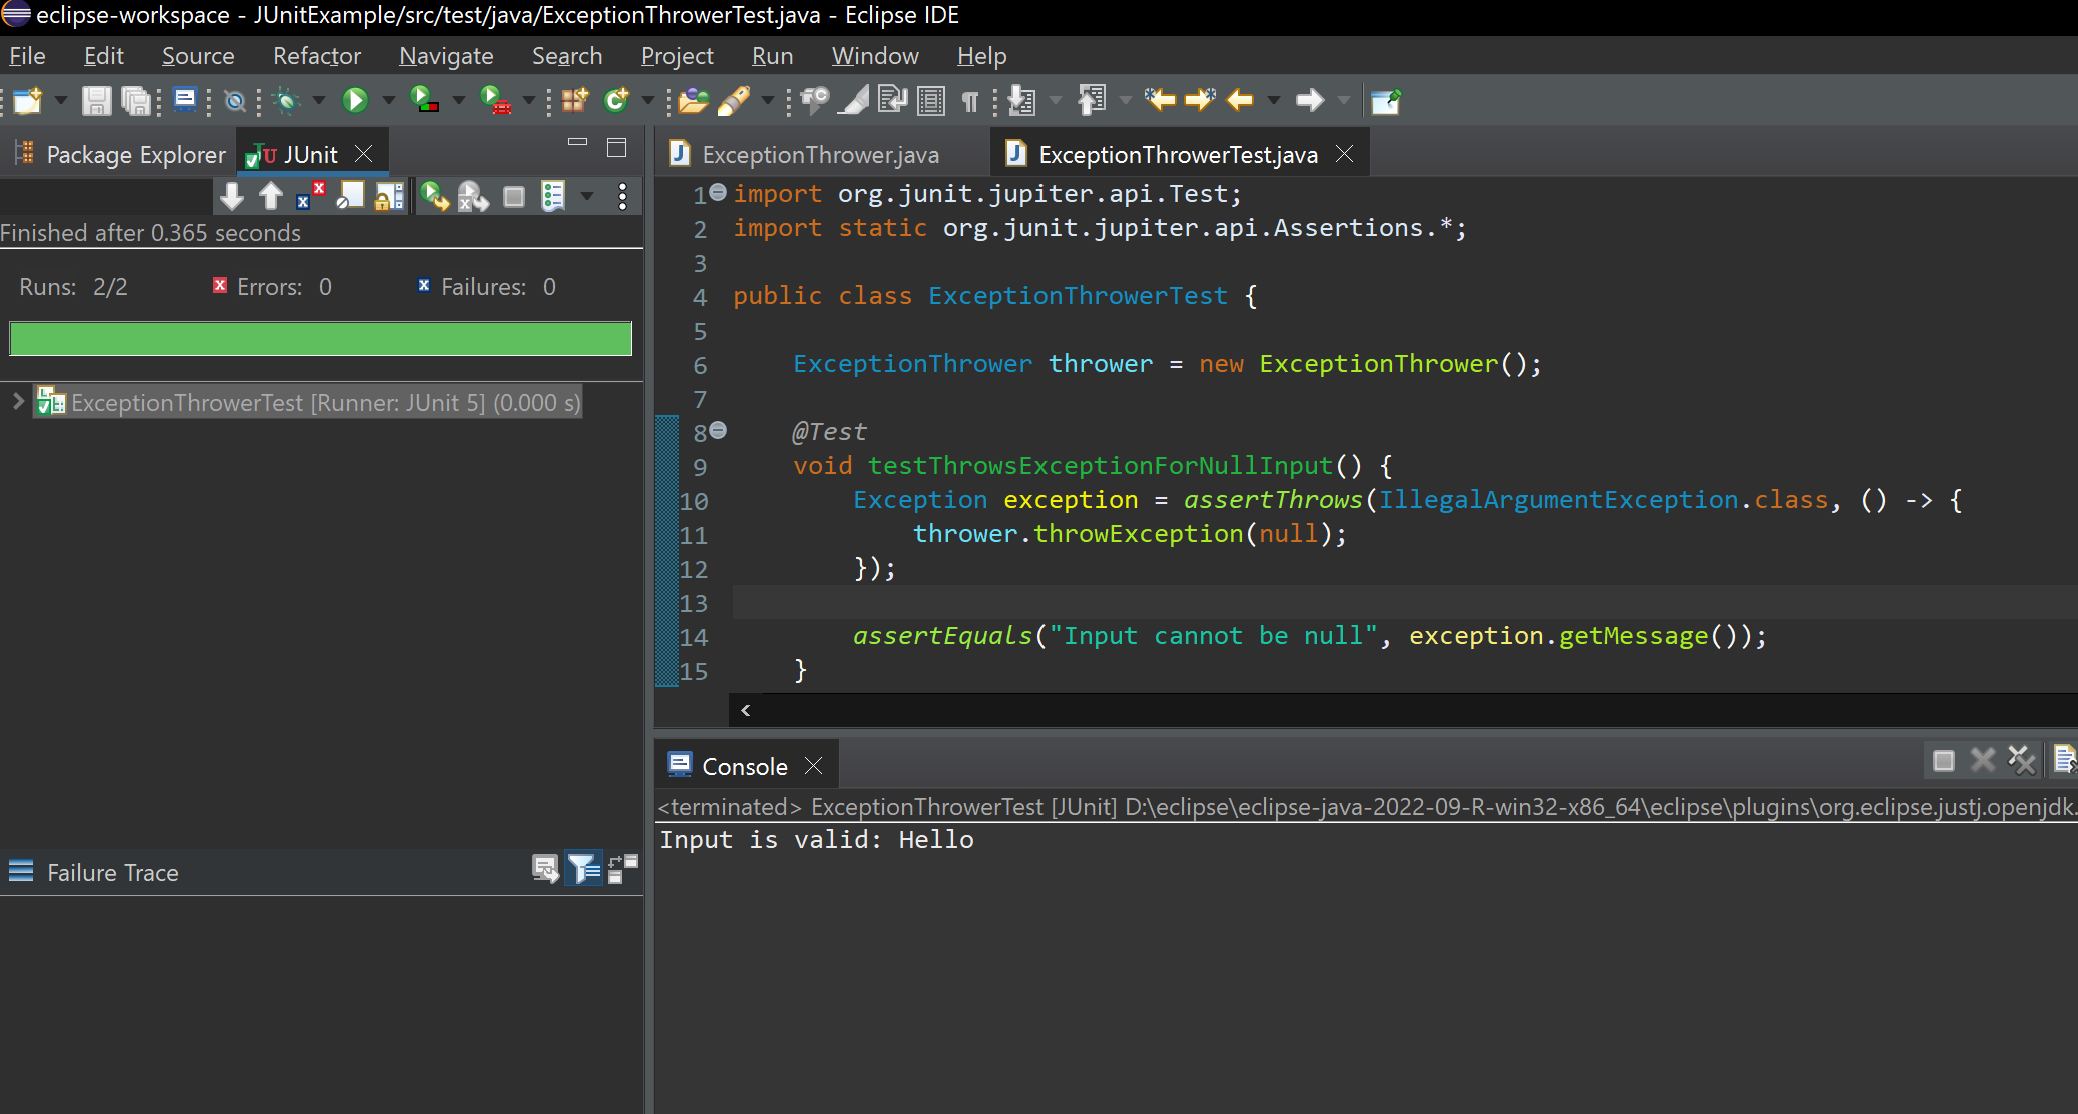 eclipse-workspace - JUnitExample/src/test/java/ExceptionThrowerTest.java - Eclipse IDE
File Edit Source Refactor Navigate Search Project Run Window Help
Package Explorer JUnit
Finished after 0.365 seconds
Runs: 2/2 Errors: 0 Failures: 0
ExceptionThrowerTest [Runner: JUnit 5] (0.000 s)
Failure Trace
ExceptionThrower.java ExceptionThrowerTest.java
1 import org.junit.jupiter.api.Test;
2 import static org.junit.jupiter.api.Assertions.*;
3
4 public class ExceptionThrowerTest {
5
6 ExceptionThrower thrower = new ExceptionThrower();
7
8 @Test
9 void testThrowsExceptionForNullInput() {
10 Exception exception = assertThrows(IllegalArgumentException.class, () -> {
11 thrower.throwException(null);
12 });
13
14 assertEquals("Input cannot be null", exception.getMessage());
15 }
Console
<terminated> ExceptionThrowerTest [JUnit] D:\eclipse\eclipse-java-2022-09-R-win32-x86_64\eclipse\plugins\org.eclipse.justj.openjdk.
Input is valid: Hello